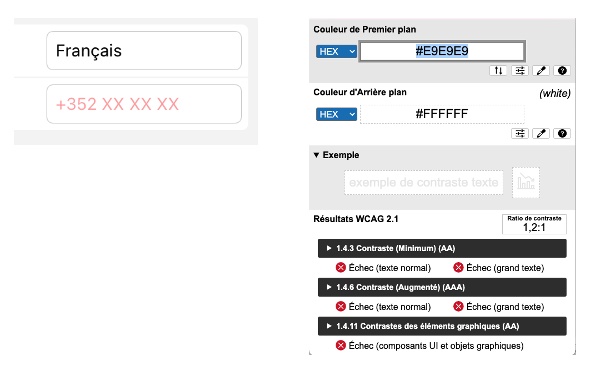 Français
+352 XX XX XX
Couleur de Premier plan
HEX
#E9E9E9
Couleur d'Arrière plan
(white)
HEX
#FFFFFF
▼ Exemple
exemple de contraste texte
Résultats WCAG 2.1
Ratio de contraste
1,2:1
▶ 1.4.3 Contraste (Minimum) (AA)
Échec (texte normal) Échec (grand texte)
▶ 1.4.6 Contraste (Augmenté) (AAA)
Échec (texte normal) Échec (grand texte)
▶ 1.4.11 Contrastes des éléments graphiques (AA)
Échec (composants UI et objets graphiques)